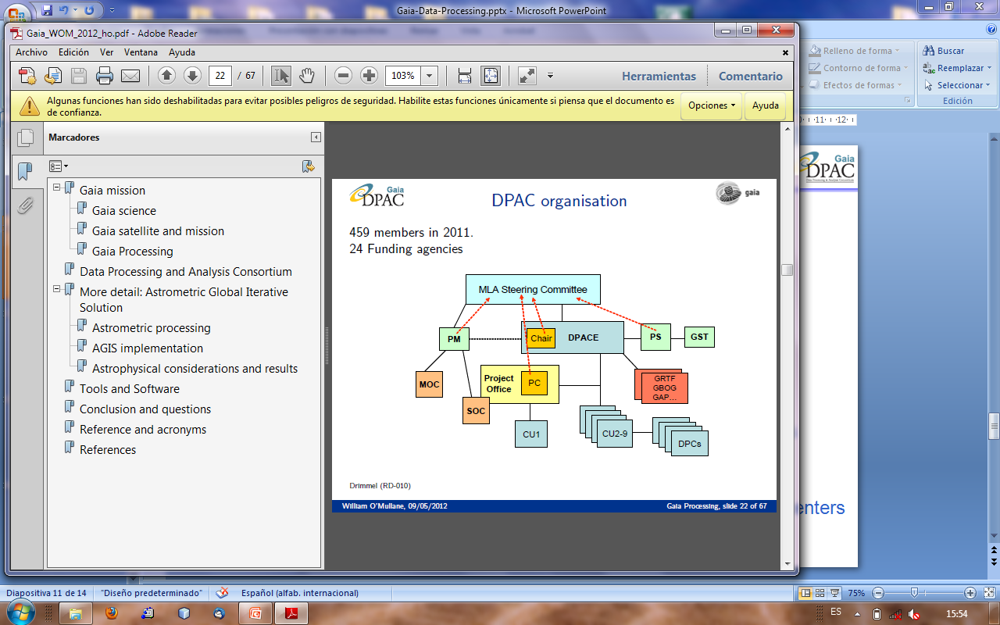 Gaia-Data-Processing.pptx - Microsoft PowerPoint
Gaia_WOM_2012_ho.pdf - Adobe Reader
Archivo Edición Ver Ventana Ayuda
22 / 67 103% Herramientas Comentario
Algunas funciones han sido deshabilitadas para evitar posibles peligros de seguridad. Habilite estas funciones únicamente si piensa que el documento es
de confianza.
Opciones Ayuda
Relleno de forma
Contorno de forma
Efectos de formas
Buscar
Reemplazar
Seleccionar
Edición
11 12
Marcadores
Gaia mission
Gaia science
Gaia satellite and mission
Gaia Processing
Data Processing and Analysis Consortium
More detail: Astrometric Global Iterative
Solution
Astrometric processing
AGIS implementation
Astrophysical considerations and results
Tools and Software
Conclusion and questions
Reference and acronyms
References
Gaia
DPAC
DPAC organisation
gaia
459 members in 2011.
24 Funding agencies
MLA Steering Committee
PM
Chair
DPACE
PS
GST
MOC
Project
Office
PC
SOC
GRTF
GBOG
GAP...
CU1
CU2-9
DPCs
Drimmel (RD-010)
William O'Mullane, 09/05/2012
Gaia Processing, slide 22 of 67
Gaia
DPAC
enters
Diapositiva 11 de 14 "Diseño predeterminado" Español (alfab. internacional) 75%
ES 15:54